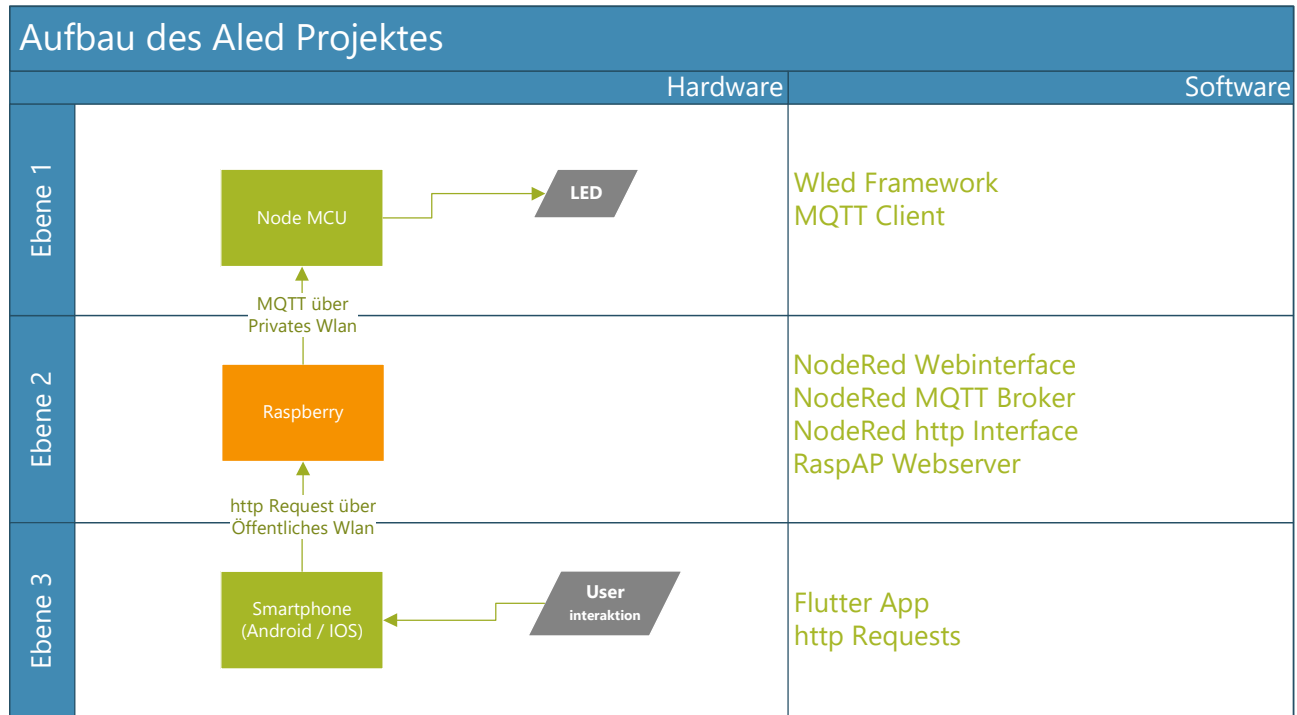 Aufbau des Aled Projektes
Hardware
Software
Ebene 1
Node MCU
LED
Wled Framework
MQTT Client
MQTT über
Privates Wlan
Ebene 2
Raspberry
NodeRed Webinterface
NodeRed MQTT Broker
NodeRed http Interface
RaspAP Webserver
http Request über
Öffentliches Wlan
Ebene 3
Smartphone
(Android / IOS)
User
interaktion
Flutter App
http Requests